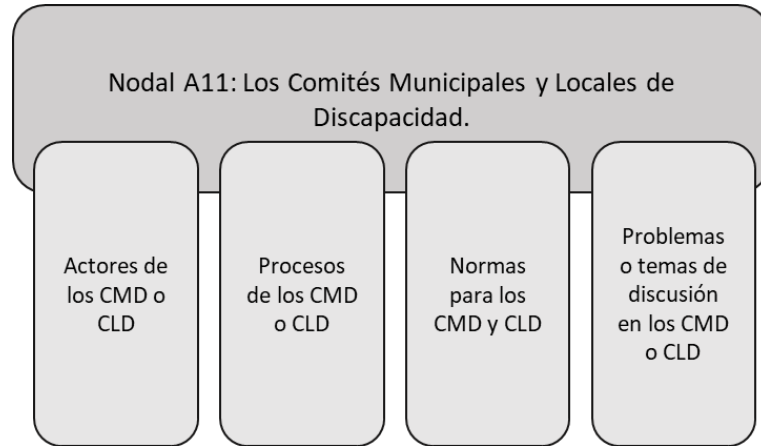 Nodal A11: Los Comités Municipales y Locales de
Discapacidad.
Actores de
los CMD o
CLD
Procesos
de los CMD
o CLD
Normas
para los
CMD y CLD
Problemas
o temas de
discusión
en los CMD
o CLD